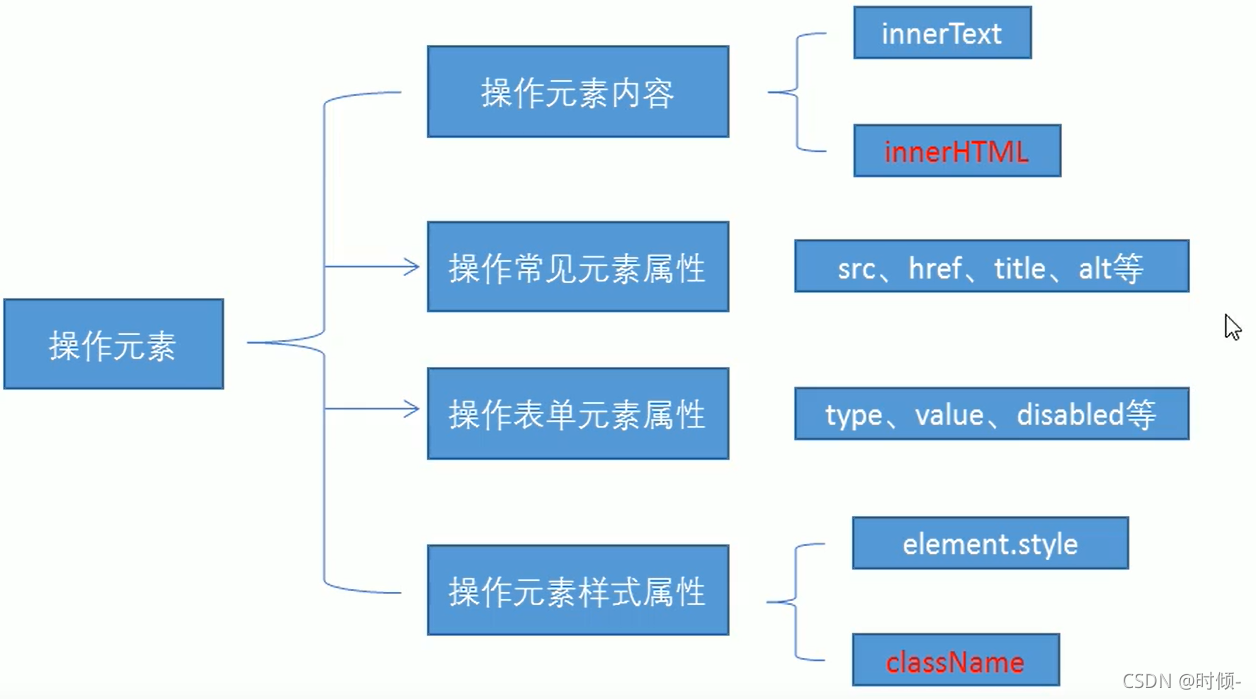 操作元素
操作元素内容
innerText
innerHTML
操作常见元素属性
src、href、title、alt等
操作表单元素属性
type、value、disabled等
操作元素样式属性
element.style
className
CSDN @时倾-